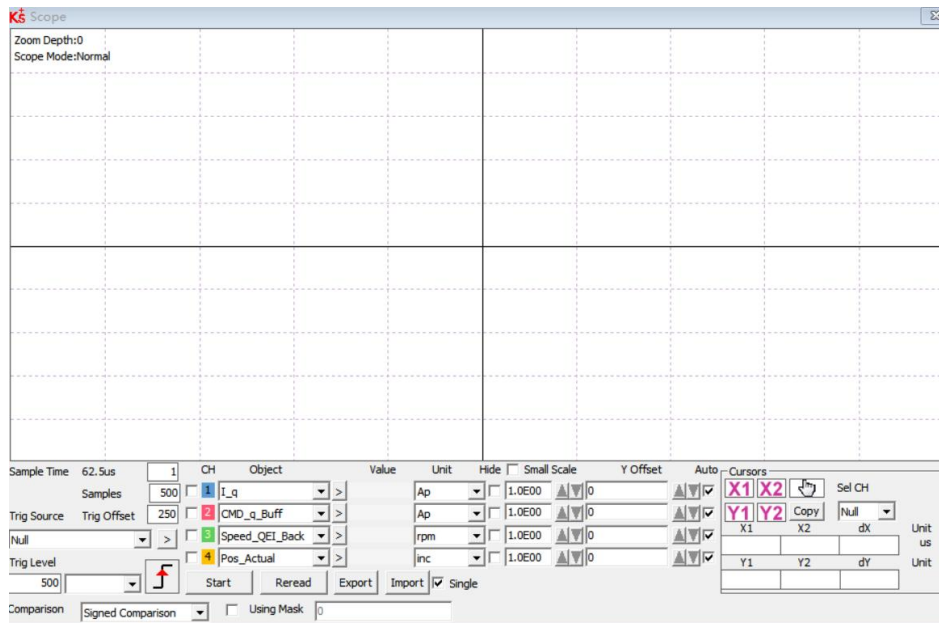 Ks Scope
Zoom Depth:0
Scope Mode:Normal
Sample Time 62.5us 1 CH Object Value Unit Hide Small Scale Y Offset Auto Cursors
Samples 500 1 I_q > Ap 1.0E00 0 X1 X2 Sel CH
Trig Source Trig Offset 250 2 CMD_q_Buff > Ap 1.0E00 0 Y1 Y2 Copy Null
Null > 3 Speed_QEI_Back > rpm 1.0E00 0 X1 X2 dX Unit
us
Trig Level 4 Pos_Actual > inc 1.0E00 0 Y1 Y2 dY Unit
500 Start Reread Export Import Single
Comparison Signed Comparison Using Mask 0